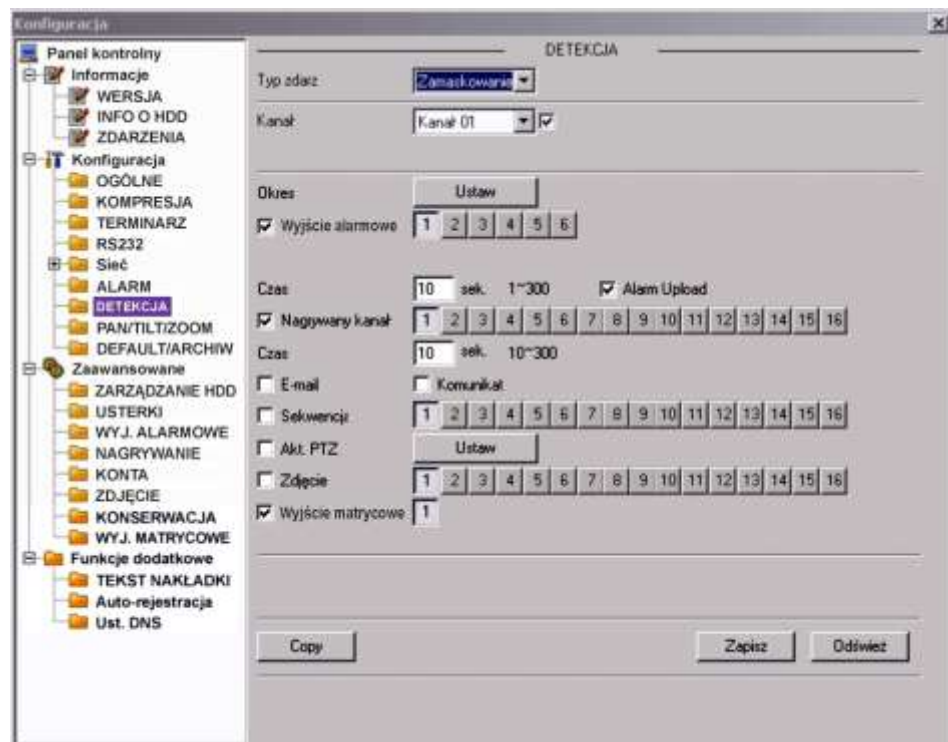 Konfiguracja
Panel kontrolny
Informacje
WERSJA
INFO O HDD
ZDARZENIA
Konfiguracja
OGÓLNE
KOMPRESJA
TERMINARZ
RS232
Sieć
ALARM
DETEKCJA
PAN/TILT/ZOOM
DEFAULT/ARCHIW
Zaawansowane
ZARZĄDZANIE HDD
USTERKI
WYJ. ALARMOWE
NAGRYWANIE
KONTA
ZDJĘCIE
KONSERWACJA
WYJ. MATRYCOWE
Funkcje dodatkowe
TEKST NAKŁADKI
Auto-rejestracja
Ust. DNS
DETEKCJA
Typ zdarz Zamaskowanie
Kanał Kanał 01
Okres Ustaw
Wyjście alarmowe 1 2 3 4 5 6
Czas 10 sek. 1~300 Alarm Upload
Nagrywany kanał 1 2 3 4 5 6 7 8 9 10 11 12 13 14 15 16
Czas 10 sek. 10~300
E-mail Komunikat
Sekwencja 1 2 3 4 5 6 7 8 9 10 11 12 13 14 15 16
Akt. PTZ Ustaw
Zdjęcie 1 2 3 4 5 6 7 8 9 10 11 12 13 14 15 16
Wyjście matrycowe 1
Copy Zapisz Odśwież